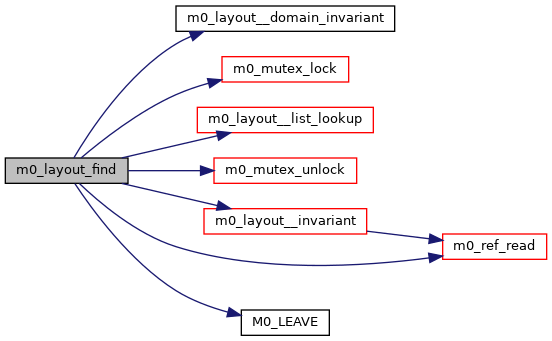 m0_layout__domain_invariant
m0_mutex_lock
m0_layout__list_lookup
m0_layout_find
m0_mutex_unlock
m0_layout__invariant
m0_ref_read
M0_LEAVE